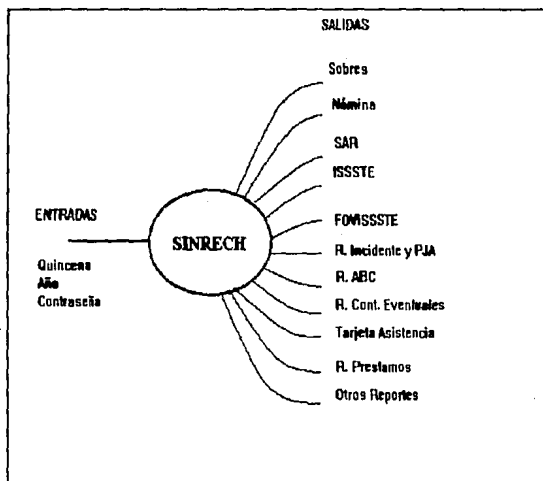 SALIDAS
Sobres
Nómina
SAR
ISSSTE
FOVISSSTE
R. Incidente y PJA
R. ABC
R. Cont. Eventuales
Tarjeta Asistencia
R. Prestamos
Otros Reportes
ENTRADAS
Quincena
Año
Contraseña
SINRECH